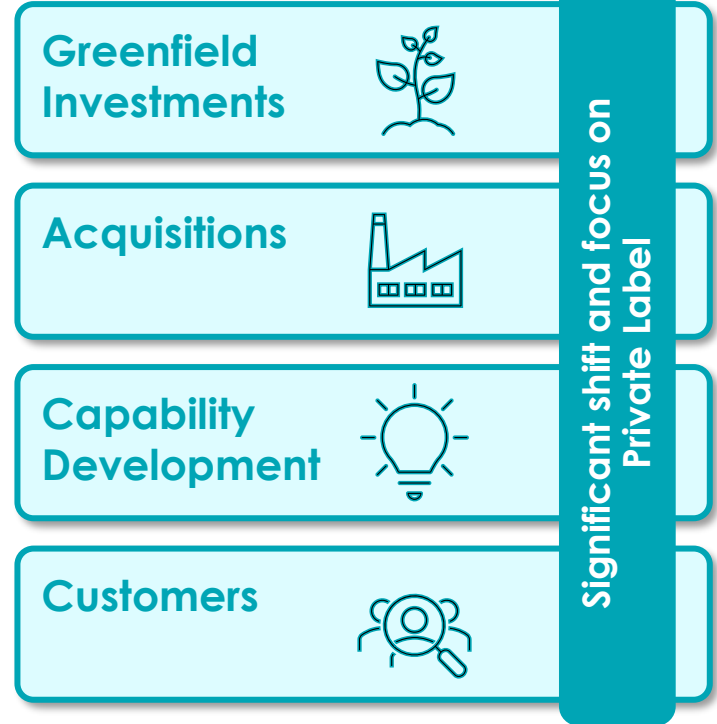 Greenfield
Investments
Acquisitions
Capability
Development
Customers
Significant shift and focus on
Private Label